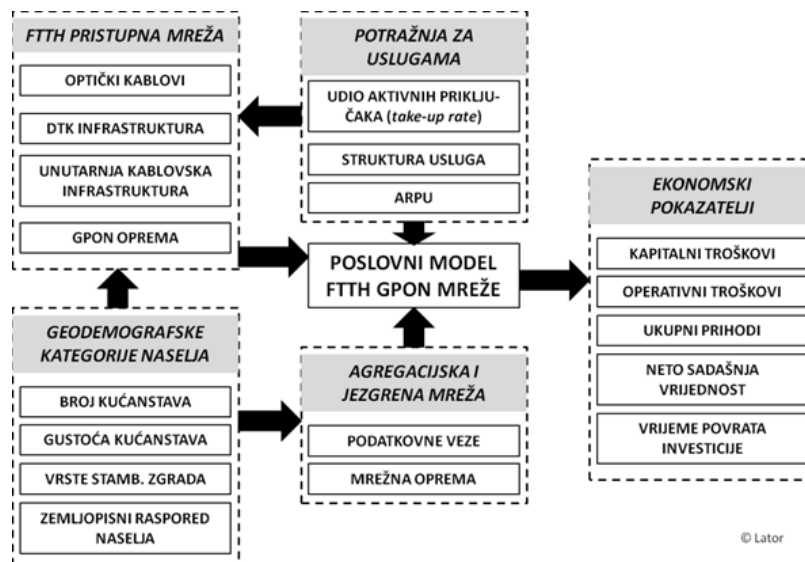 FTTH PRISTUPNA MREŽA
OPTIČKI KABLOVI
DTK INFRASTRUKTURA
UNUTARNJA KABLOVSKA
INFRASTRUKTURA
GPON OPREMA
POTRAŽNJA ZA
USLUGAMA
UDIO AKTIVNIH PRIKLJU-
ČAKA (take-up rate)
STRUKTURA USLUGA
ARPU
POSLOVNI MODEL
FTTH GPON MREŽE
EKONOMSKI
POKAZATELJI
KAPITALNI TROŠKOVI
OPERATIVNI TROŠKOVI
UKUPNI PRIHODI
NETO SADAŠNJA
VRIJEDNOST
VRIJEME POVRATA
INVESTICIJE
GEODEMOGRAFSKE
KATEGORIJE NASELJA
BROJ KUĆANSTAVA
GUSTOĆA KUĆANSTAVA
VRSTE STAMB. ZGRADA
ZEMLJOPISNI RASPORED
NASELJA
AGREGACIJSKA I
JEZGRENA MREŽA
PODATKOVNE VEZE
MREŽNA OPREMA
© Lator